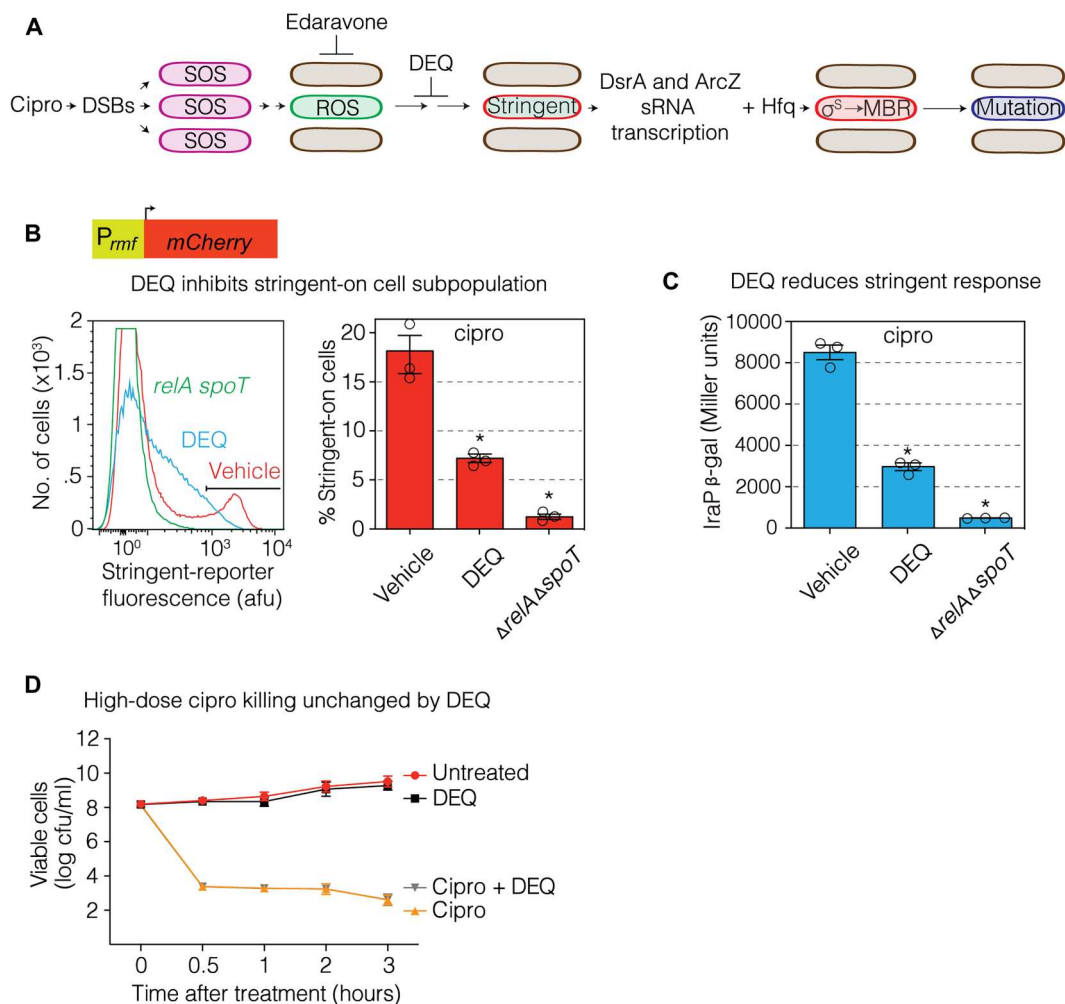 A
Edaravone
DEQ
SOS
SOS
SOS
Cipro
DSBs
ROS
Stringent
DsrA and ArcZ
sRNA
transcription
+ Hfq
σS→MBR
Mutation
B
Prmf
mCherry
DEQ inhibits stringent-on cell subpopulation
No. of cells (x10³)
2
1.5
1
.5
0
relA spoT
DEQ
Vehicle
10⁰
10³
10⁴
Stringent-reporter
fluorescence (afu)
% Stringent-on cells
20
15
10
5
0
cipro
*
*
Vehicle
DEQ
ΔrelAΔspoT
C
DEQ reduces stringent response
IraP β-gal (Miller units)
10000
8000
6000
4000
2000
0
cipro
*
*
Vehicle
DEQ
ΔrelAΔspoT
D
High-dose cipro killing unchanged by DEQ
Viable cells
(log cfu/ml)
12
10
8
6
4
2
Untreated
DEQ
Cipro + DEQ
Cipro
0 0.5 1 2 3
Time after treatment (hours)